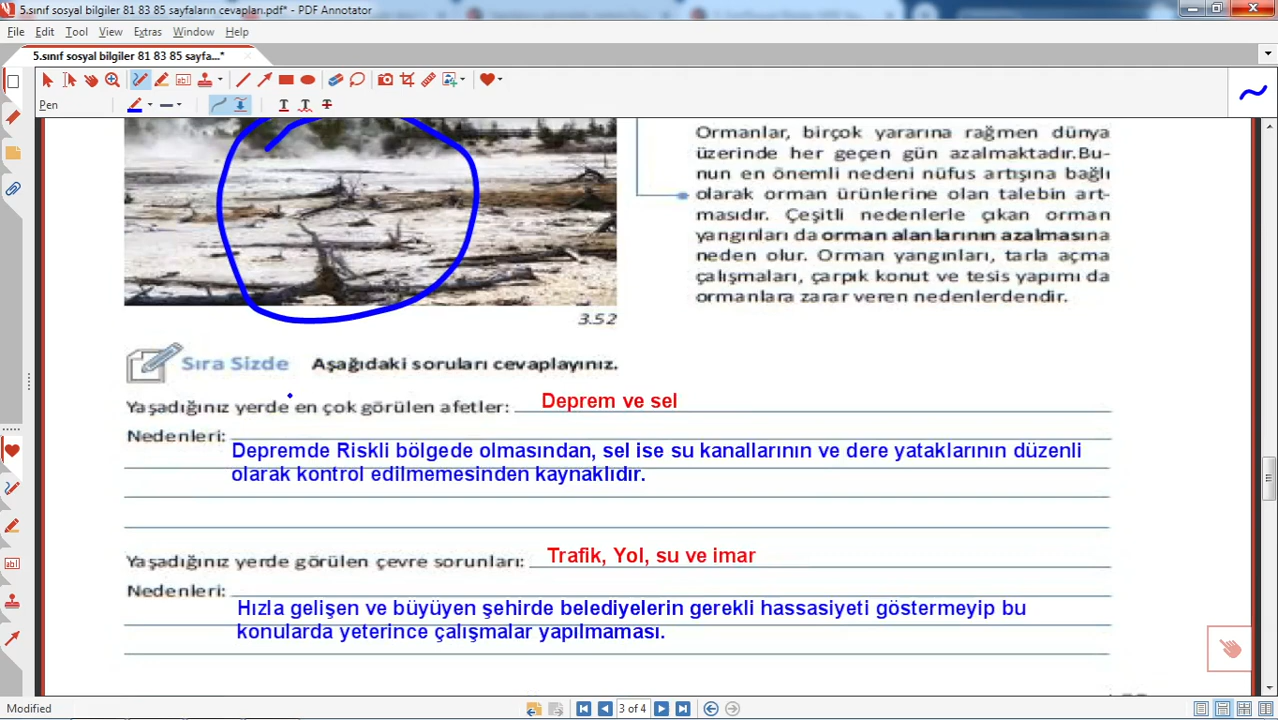 5.sınıf sosyal bilgiler 81 83 85 sayfaların cevapları.pdf* - PDF Annotator
File Edit Tool View Extras Window Help
5.sınıf sosyal bilgiler 81 83 85 sayfa...*
Pen
Ormanlar, birçok yararına rağmen dünya
üzerinde her geçen gün azalmaktadır.Bu-
nun en önemli nedeni nüfus artışına bağlı
olarak orman ürünlerine olan talebin art-
masıdır. Çeşitli nedenlerle çıkan orman
yangınları da orman alanlarının azalmasına
neden olur. Orman yangınları, tarla açma
çalışmaları, çarpık konut ve tesis yapımı da
ormanlara zarar veren nedenlerdendir.
3.52
Sıra Sizde Aşağıdaki soruları cevaplayınız.
Yaşadığınız yerde en çok görülen afetler: Deprem ve sel
Nedenleri:
Depremde Riskli bölgede olmasından, sel ise su kanallarının ve dere yataklarının düzenli
olarak kontrol edilmemesinden kaynaklıdır.
Yaşadığınız yerde görülen çevre sorunları: Trafik, Yol, su ve imar
Nedenleri:
Hızla gelişen ve büyüyen şehirde belediyelerin gerekli hassasiyeti göstermeyip bu
konularda yeterince çalışmalar yapılmaması.
Modified 3 of 4